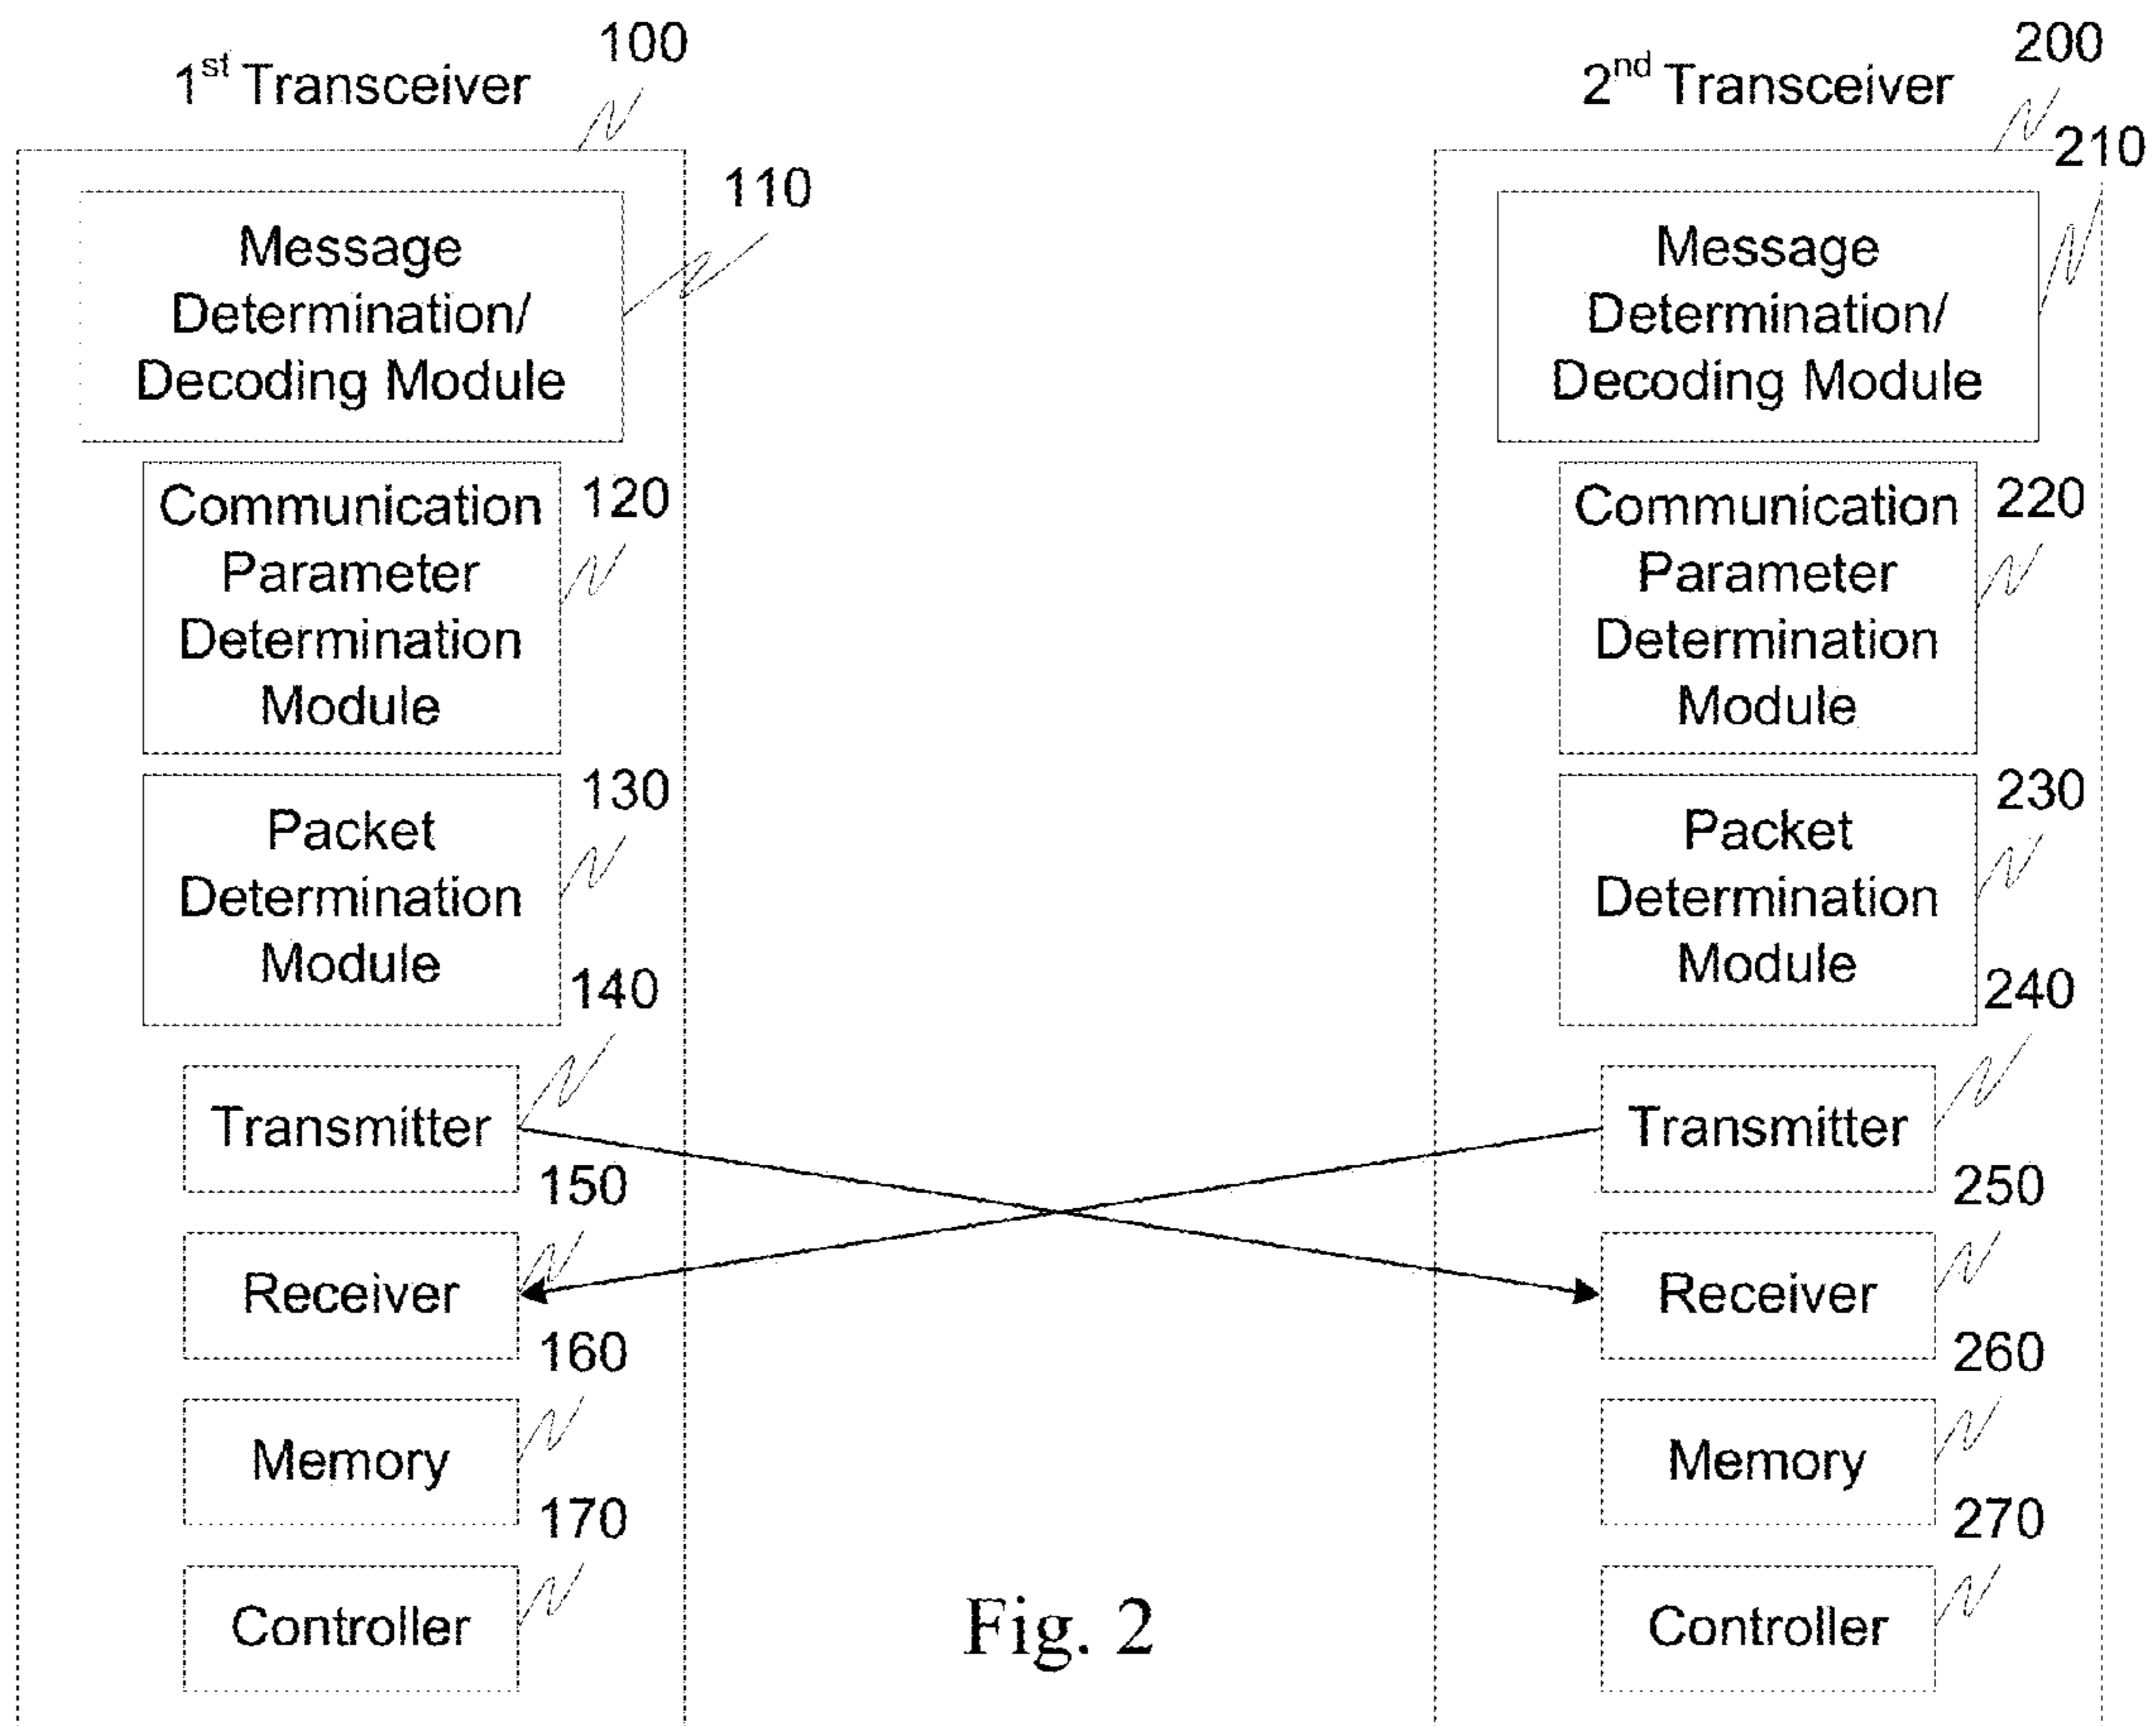 100
1st Transceiver
110
Message
Determination/
Decoding Module
120
Communication
Parameter
Determination
Module
130
Packet
Determination
Module
140
Transmitter
150
Receiver
160
Memory
170
Controller
200
2nd Transceiver
210
Message
Determination/
Decoding Module
220
Communication
Parameter
Determination
Module
230
Packet
Determination
Module
240
Transmitter
250
Receiver
260
Memory
270
Controller
Fig. 2